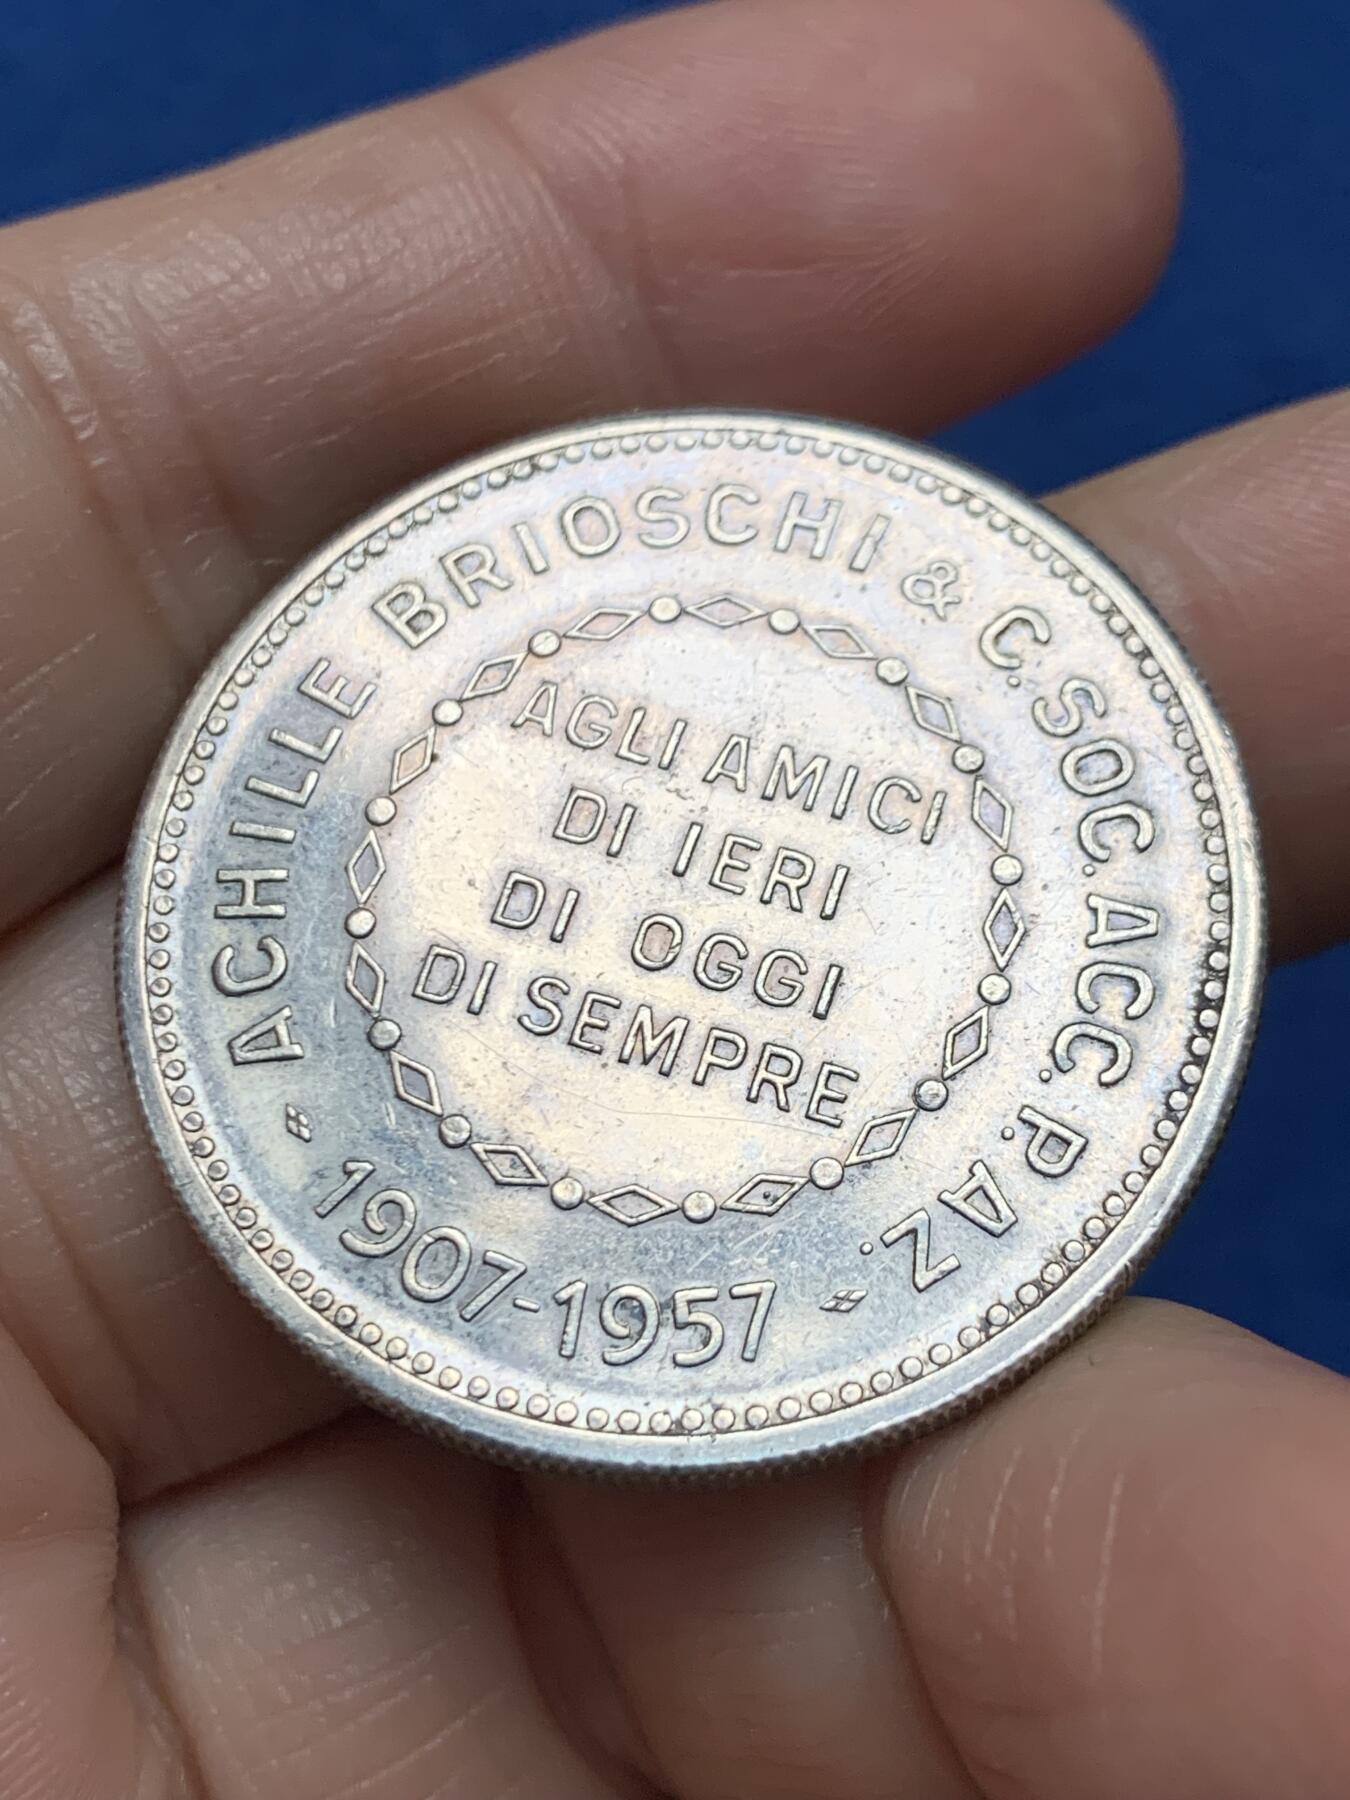 ACHILLE BRIOSCHI & C. SOC. ACC. P. AZ.
AGLI AMICI
DI IERI
DI OGGI
DI SEMPRE
1907-1957